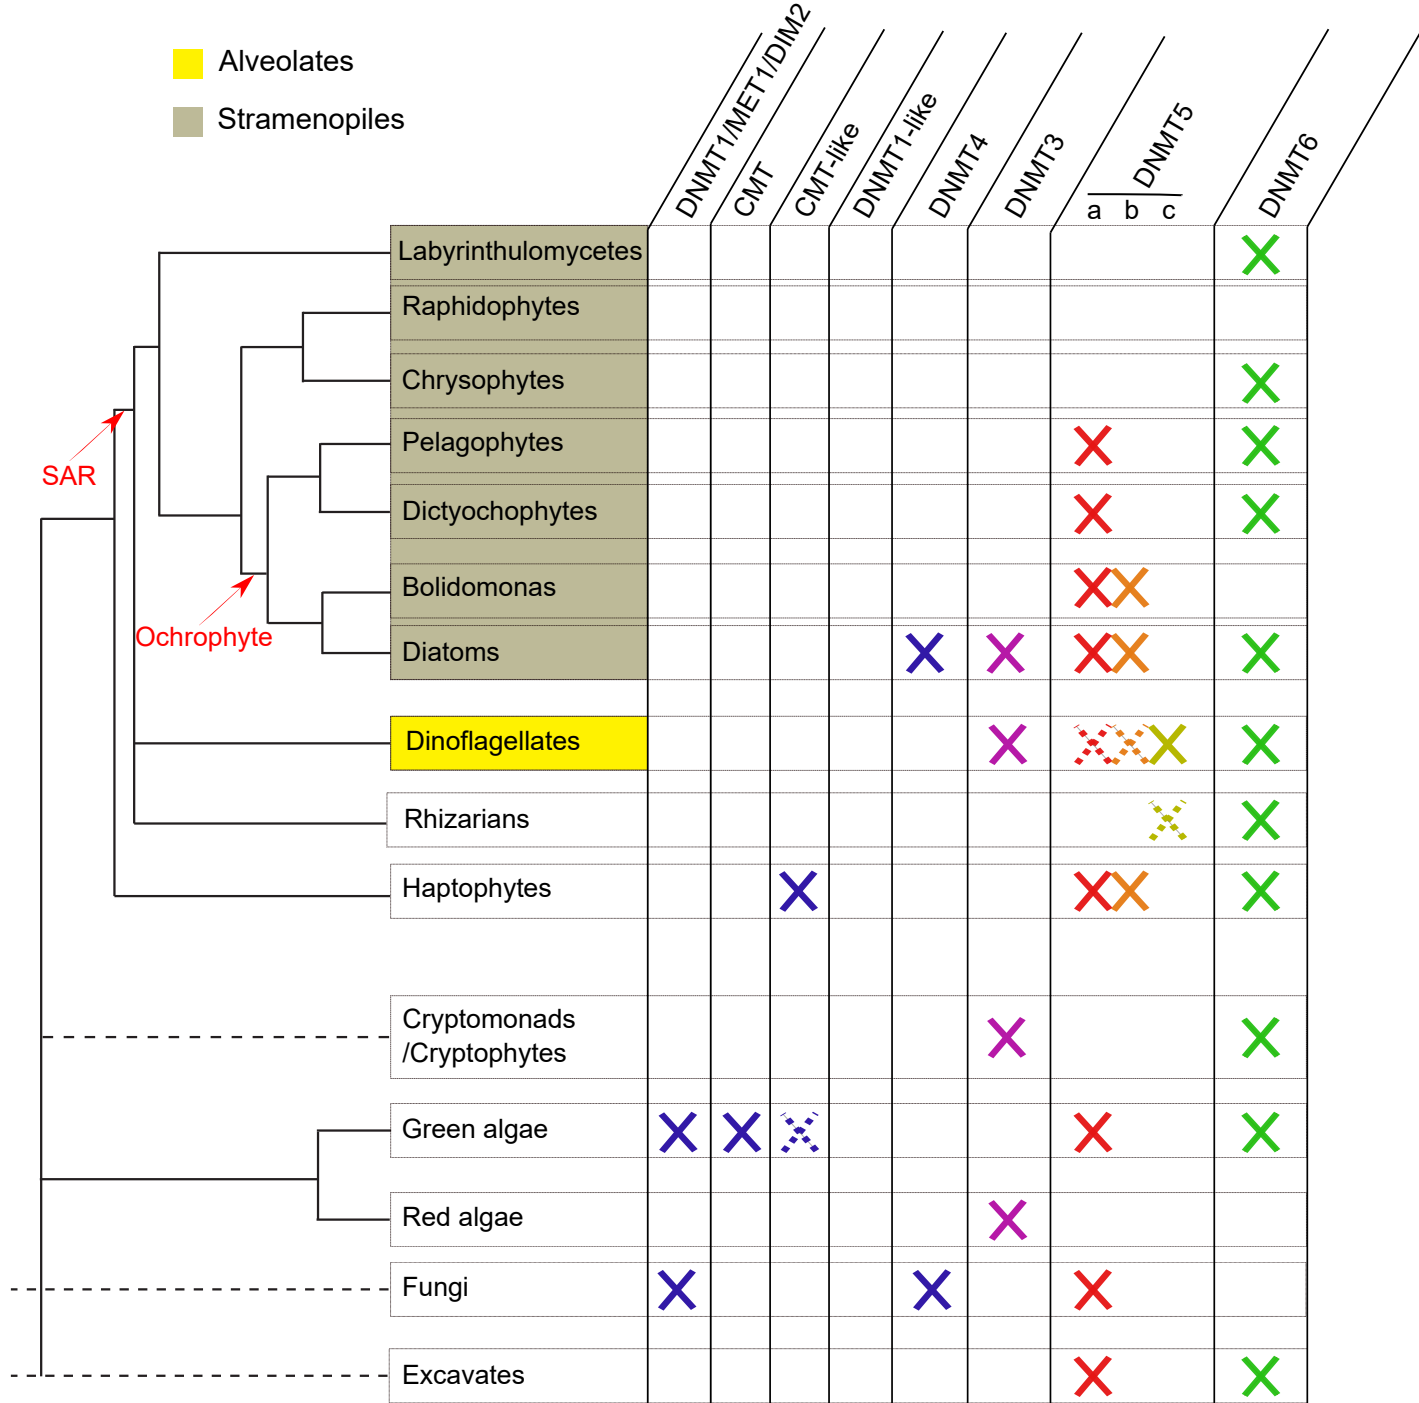 Alveolates
Stramenopiles
DNMT1/MET1/DIM2
CMT
CMT-like
DNMT1-like
DNMT4
DNMT3
DNMT5
a b c
DNMT6
Labyrinthulomycetes
Raphidophytes
Chrysophytes
Pelagophytes
SAR
Dictyochophytes
Bolidomonas
Ochrophyte
Diatoms
Dinoflagellates
Rhizarians
Haptophytes
Cryptomonads
/Cryptophytes
Green algae
Red algae
Fungi
Excavates